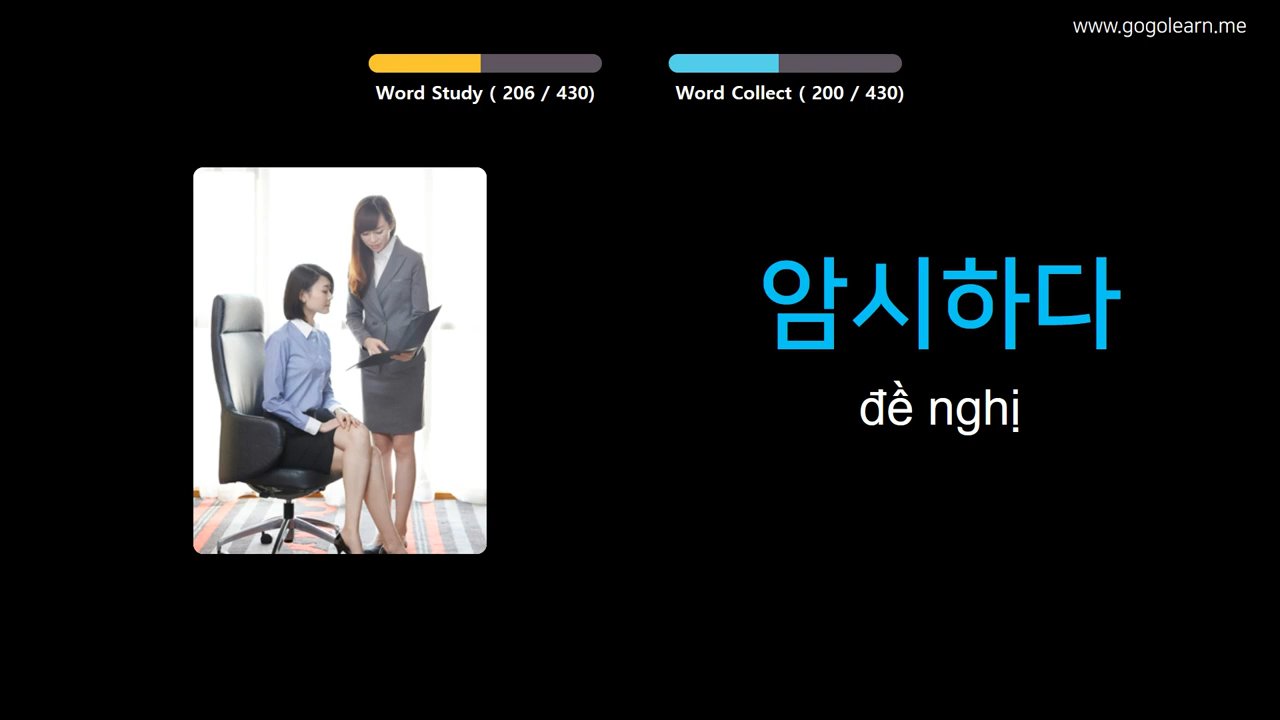 www.gogolearn.me
Word Study ( 206 / 430)
Word Collect ( 200 / 430)
암시하다
đề nghị